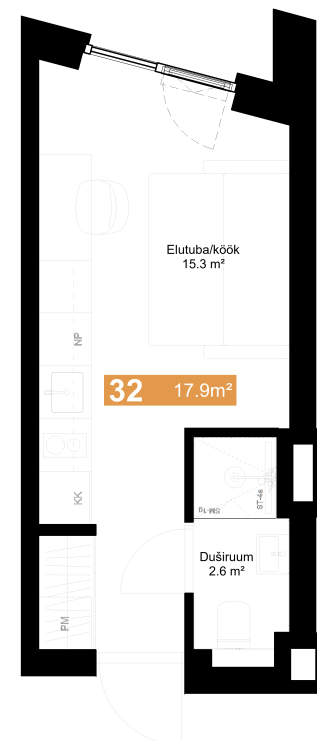 Elutuba/köök
15.3 m²
NP
32 17.9m²
KK
ST-4a
SM-1g
Duširuum
2.6 m²
PM